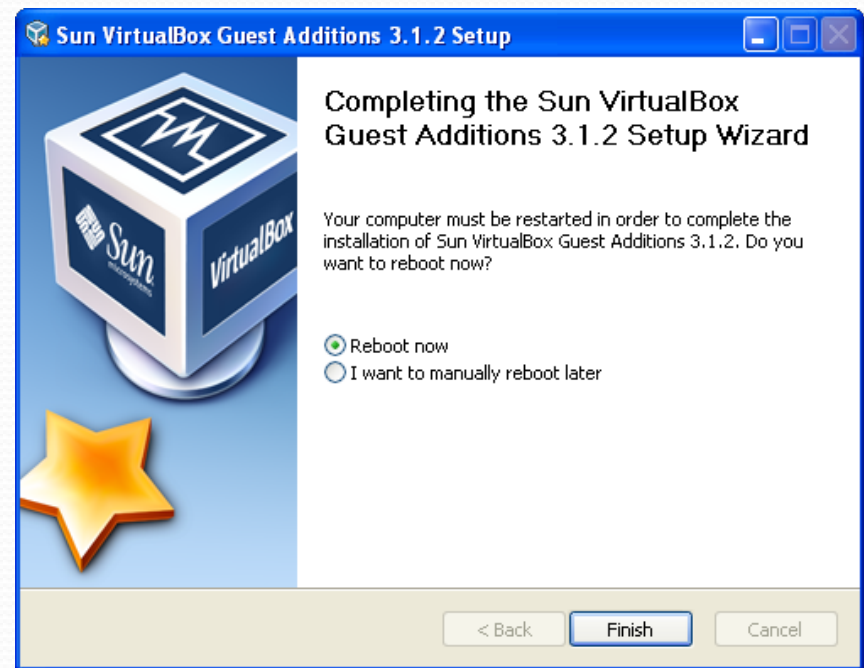 Sun VirtualBox Guest Additions 3.1.2 Setup
Completing the Sun VirtualBox
Guest Additions 3.1.2 Setup Wizard
Your computer must be restarted in order to complete the
installation of Sun VirtualBox Guest Additions 3.1.2. Do you
want to reboot now?
Reboot now
I want to manually reboot later
Sun
microsystems
VirtualBox
< Back
Finish
Cancel